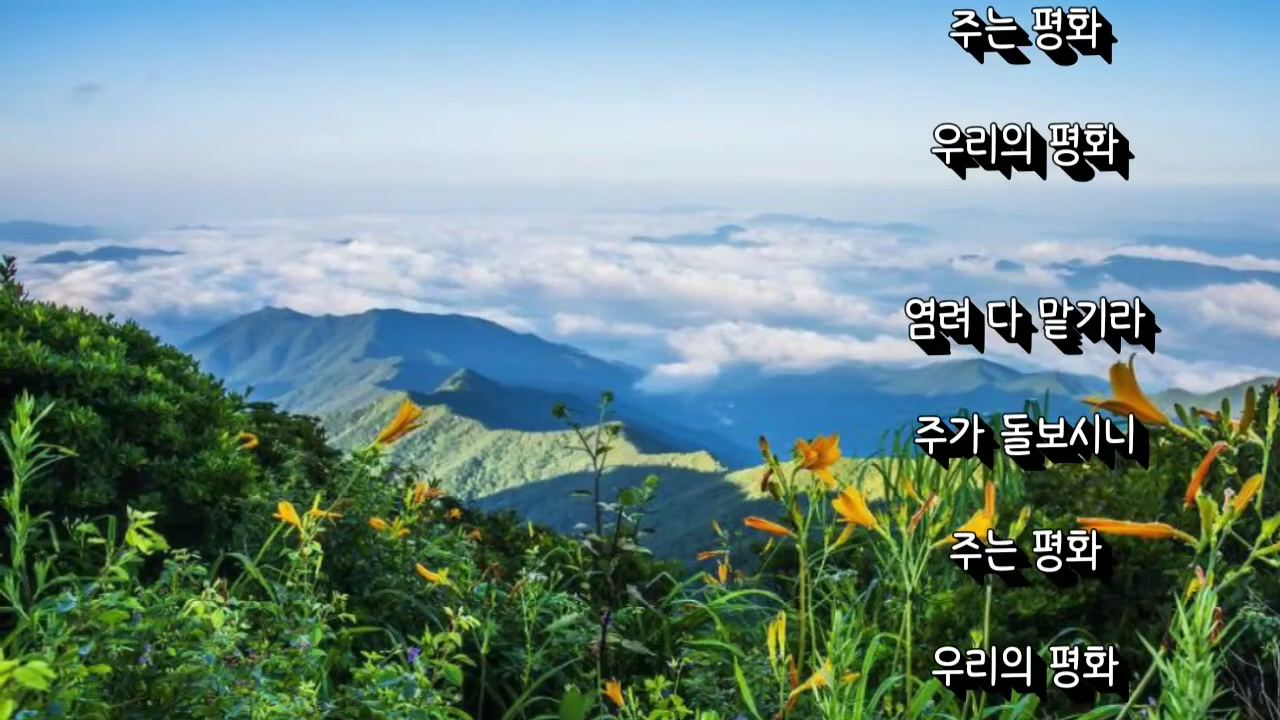 주는 평화
우리의 평화
염려 다 맡기라
주가 돌보시니
주는 평화
우리의 평화